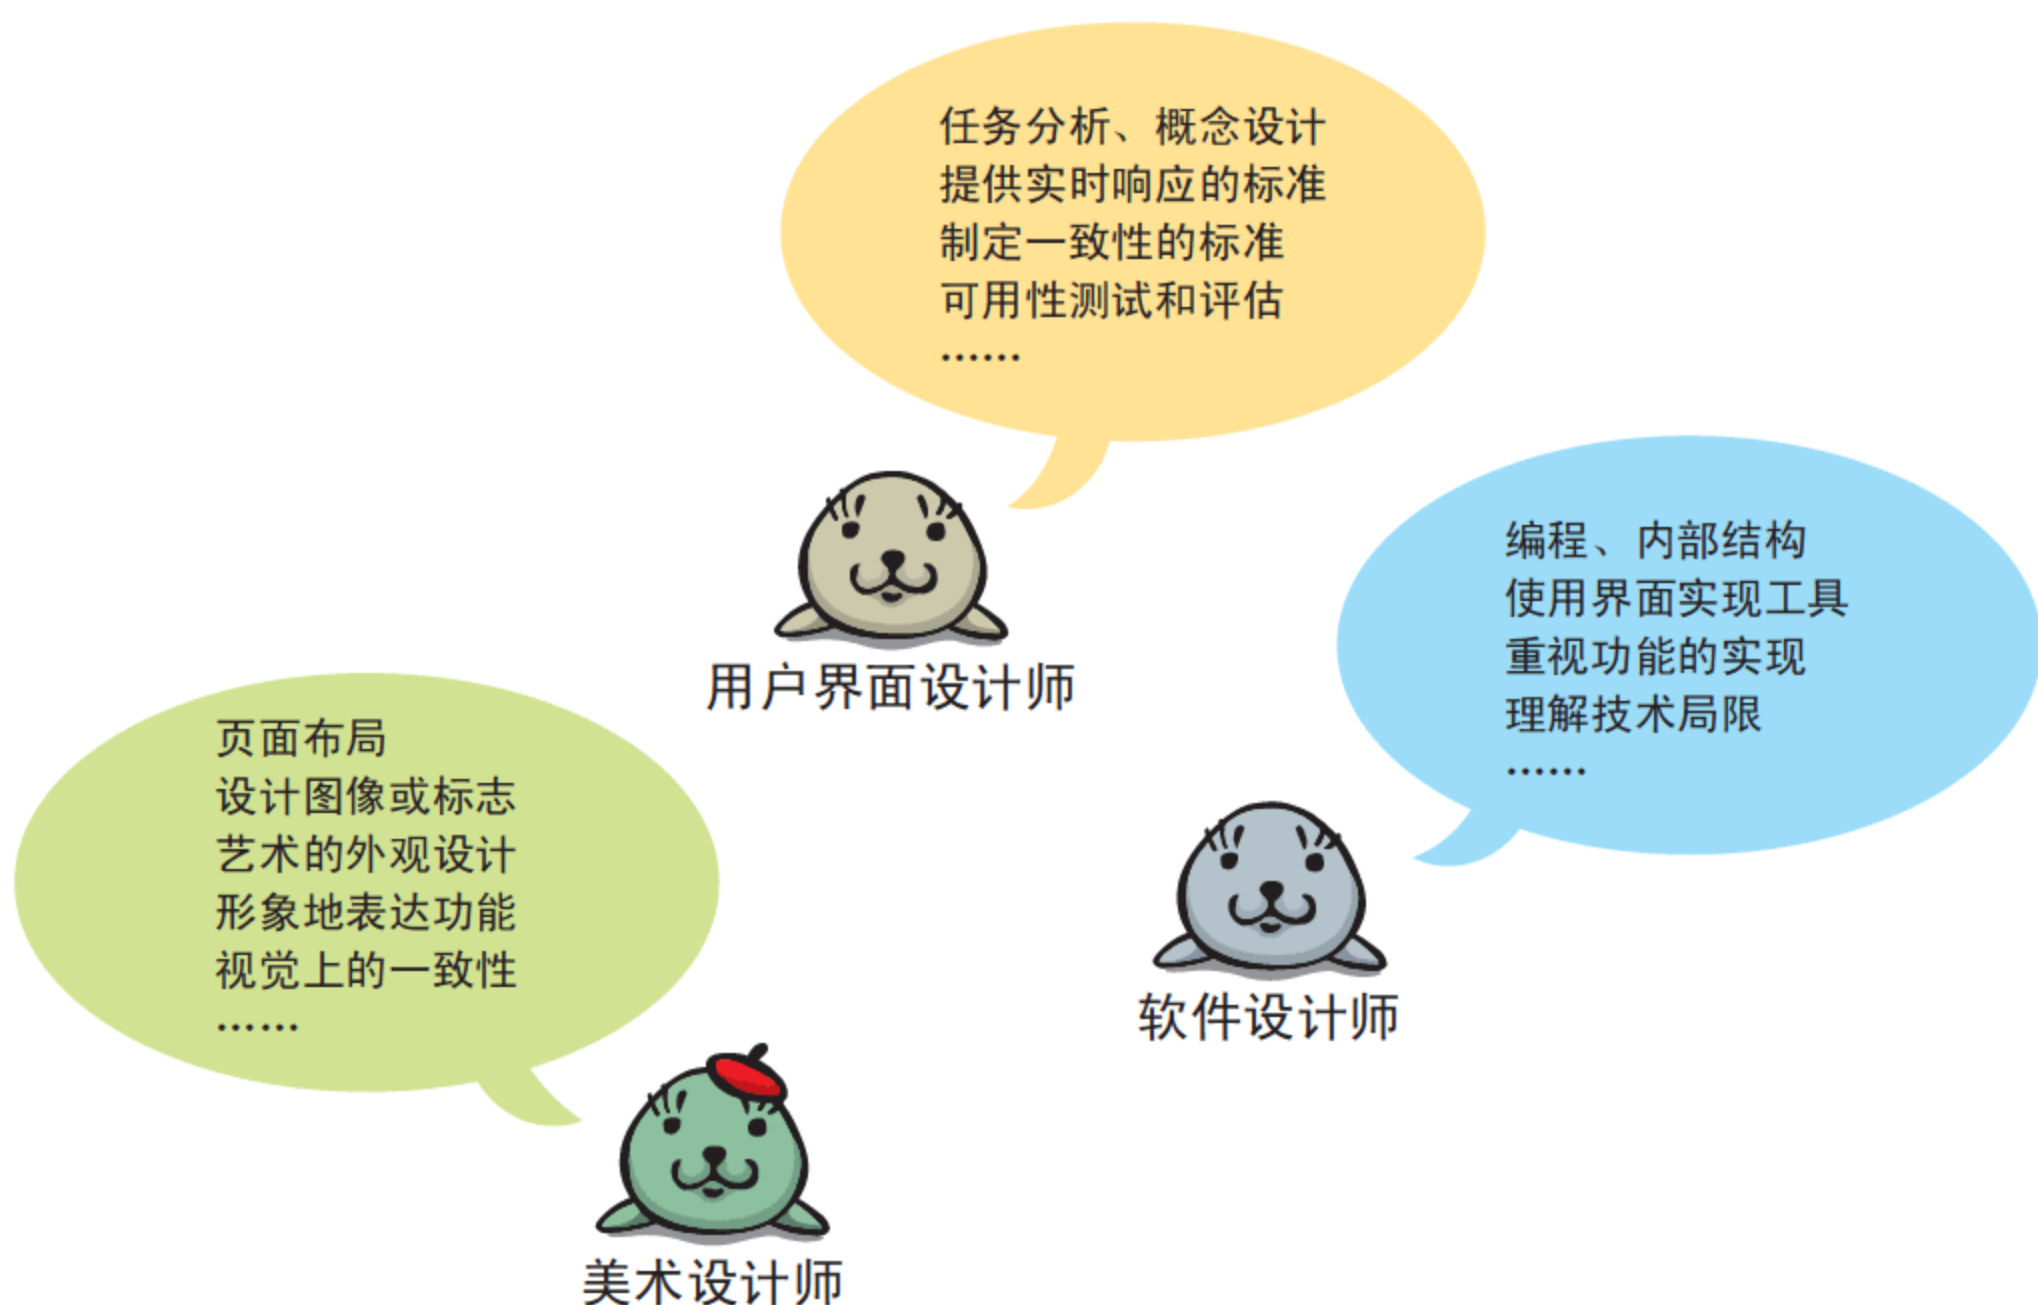 任务分析、概念设计
提供实时响应的标准
制定一致性的标准
可用性测试和评估
……
用户界面设计师
编程、内部结构
使用界面实现工具
重视功能的实现
理解技术局限
……
软件设计师
页面布局
设计图像或标志
艺术的外观设计
形象地表达功能
视觉上的一致性
……
美术设计师